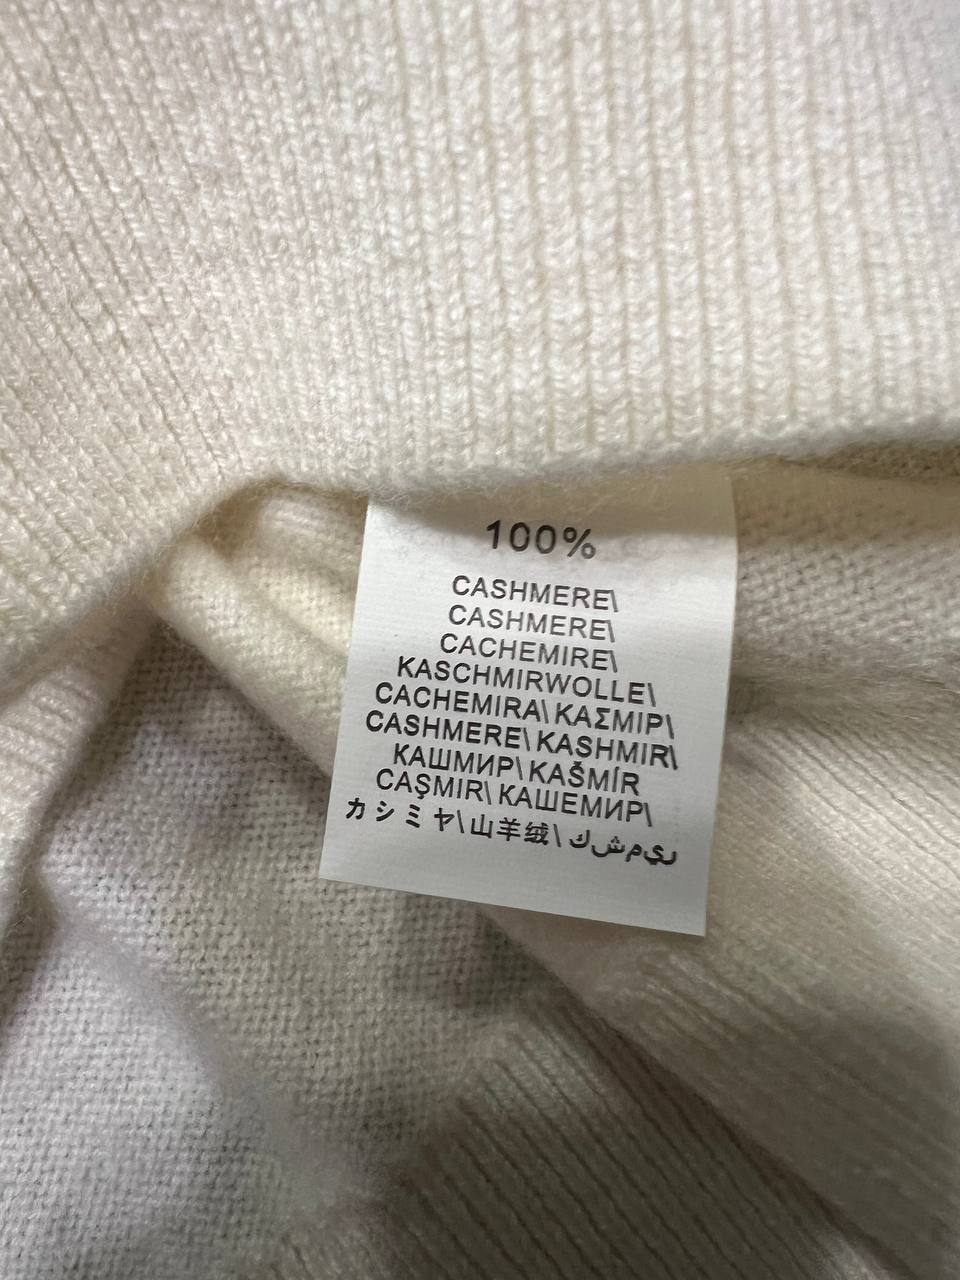 100%
CASHMERE\
CASHMERE\
CACHEMIRE\
KASCHMIRWOLLE\
CACHEMIRA\ ΚΑΣΜΙΡ\
CASHMERE\ KASHMIR\
КАШМИР\ KAŠMÍR
CAŞMIR\ КАШЕМИР\
カシミヤ\ 山羊绒\ ريمشك